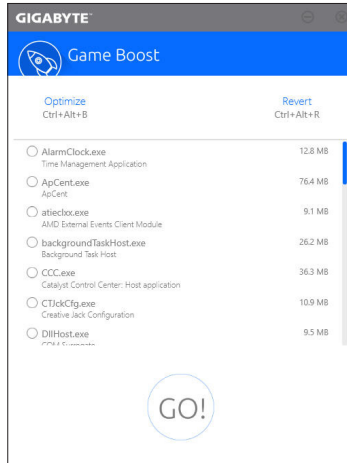 GIGABYTE™
Game Boost
Optimize
Ctrl+Alt+B
Revert
Ctrl+Alt+R
AlarmClock.exe 12.8 MB
Time Management Application
ApCent.exe 76.4 MB
ApCent
atieclxx.exe 9.1 MB
AMD External Events Client Module
backgroundTaskHost.exe 26.2 MB
Background Task Host
CCC.exe 36.3 MB
Catalyst Control Center: Host application
CTJckCfg.exe 10.9 MB
Creative Jack Configuration
DllHost.exe 9.5 MB
COM Surrogate
GO!